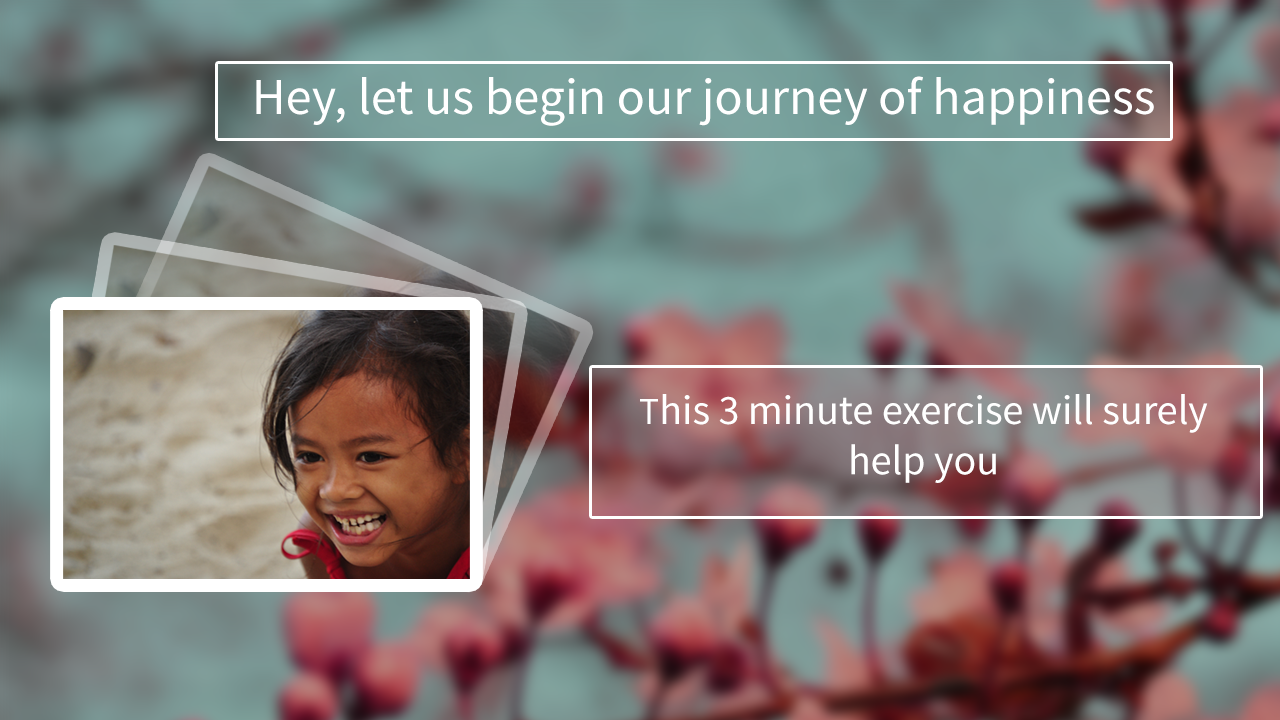 Hey, let us begin our journey of happiness
This 3 minute exercise will surely
help you